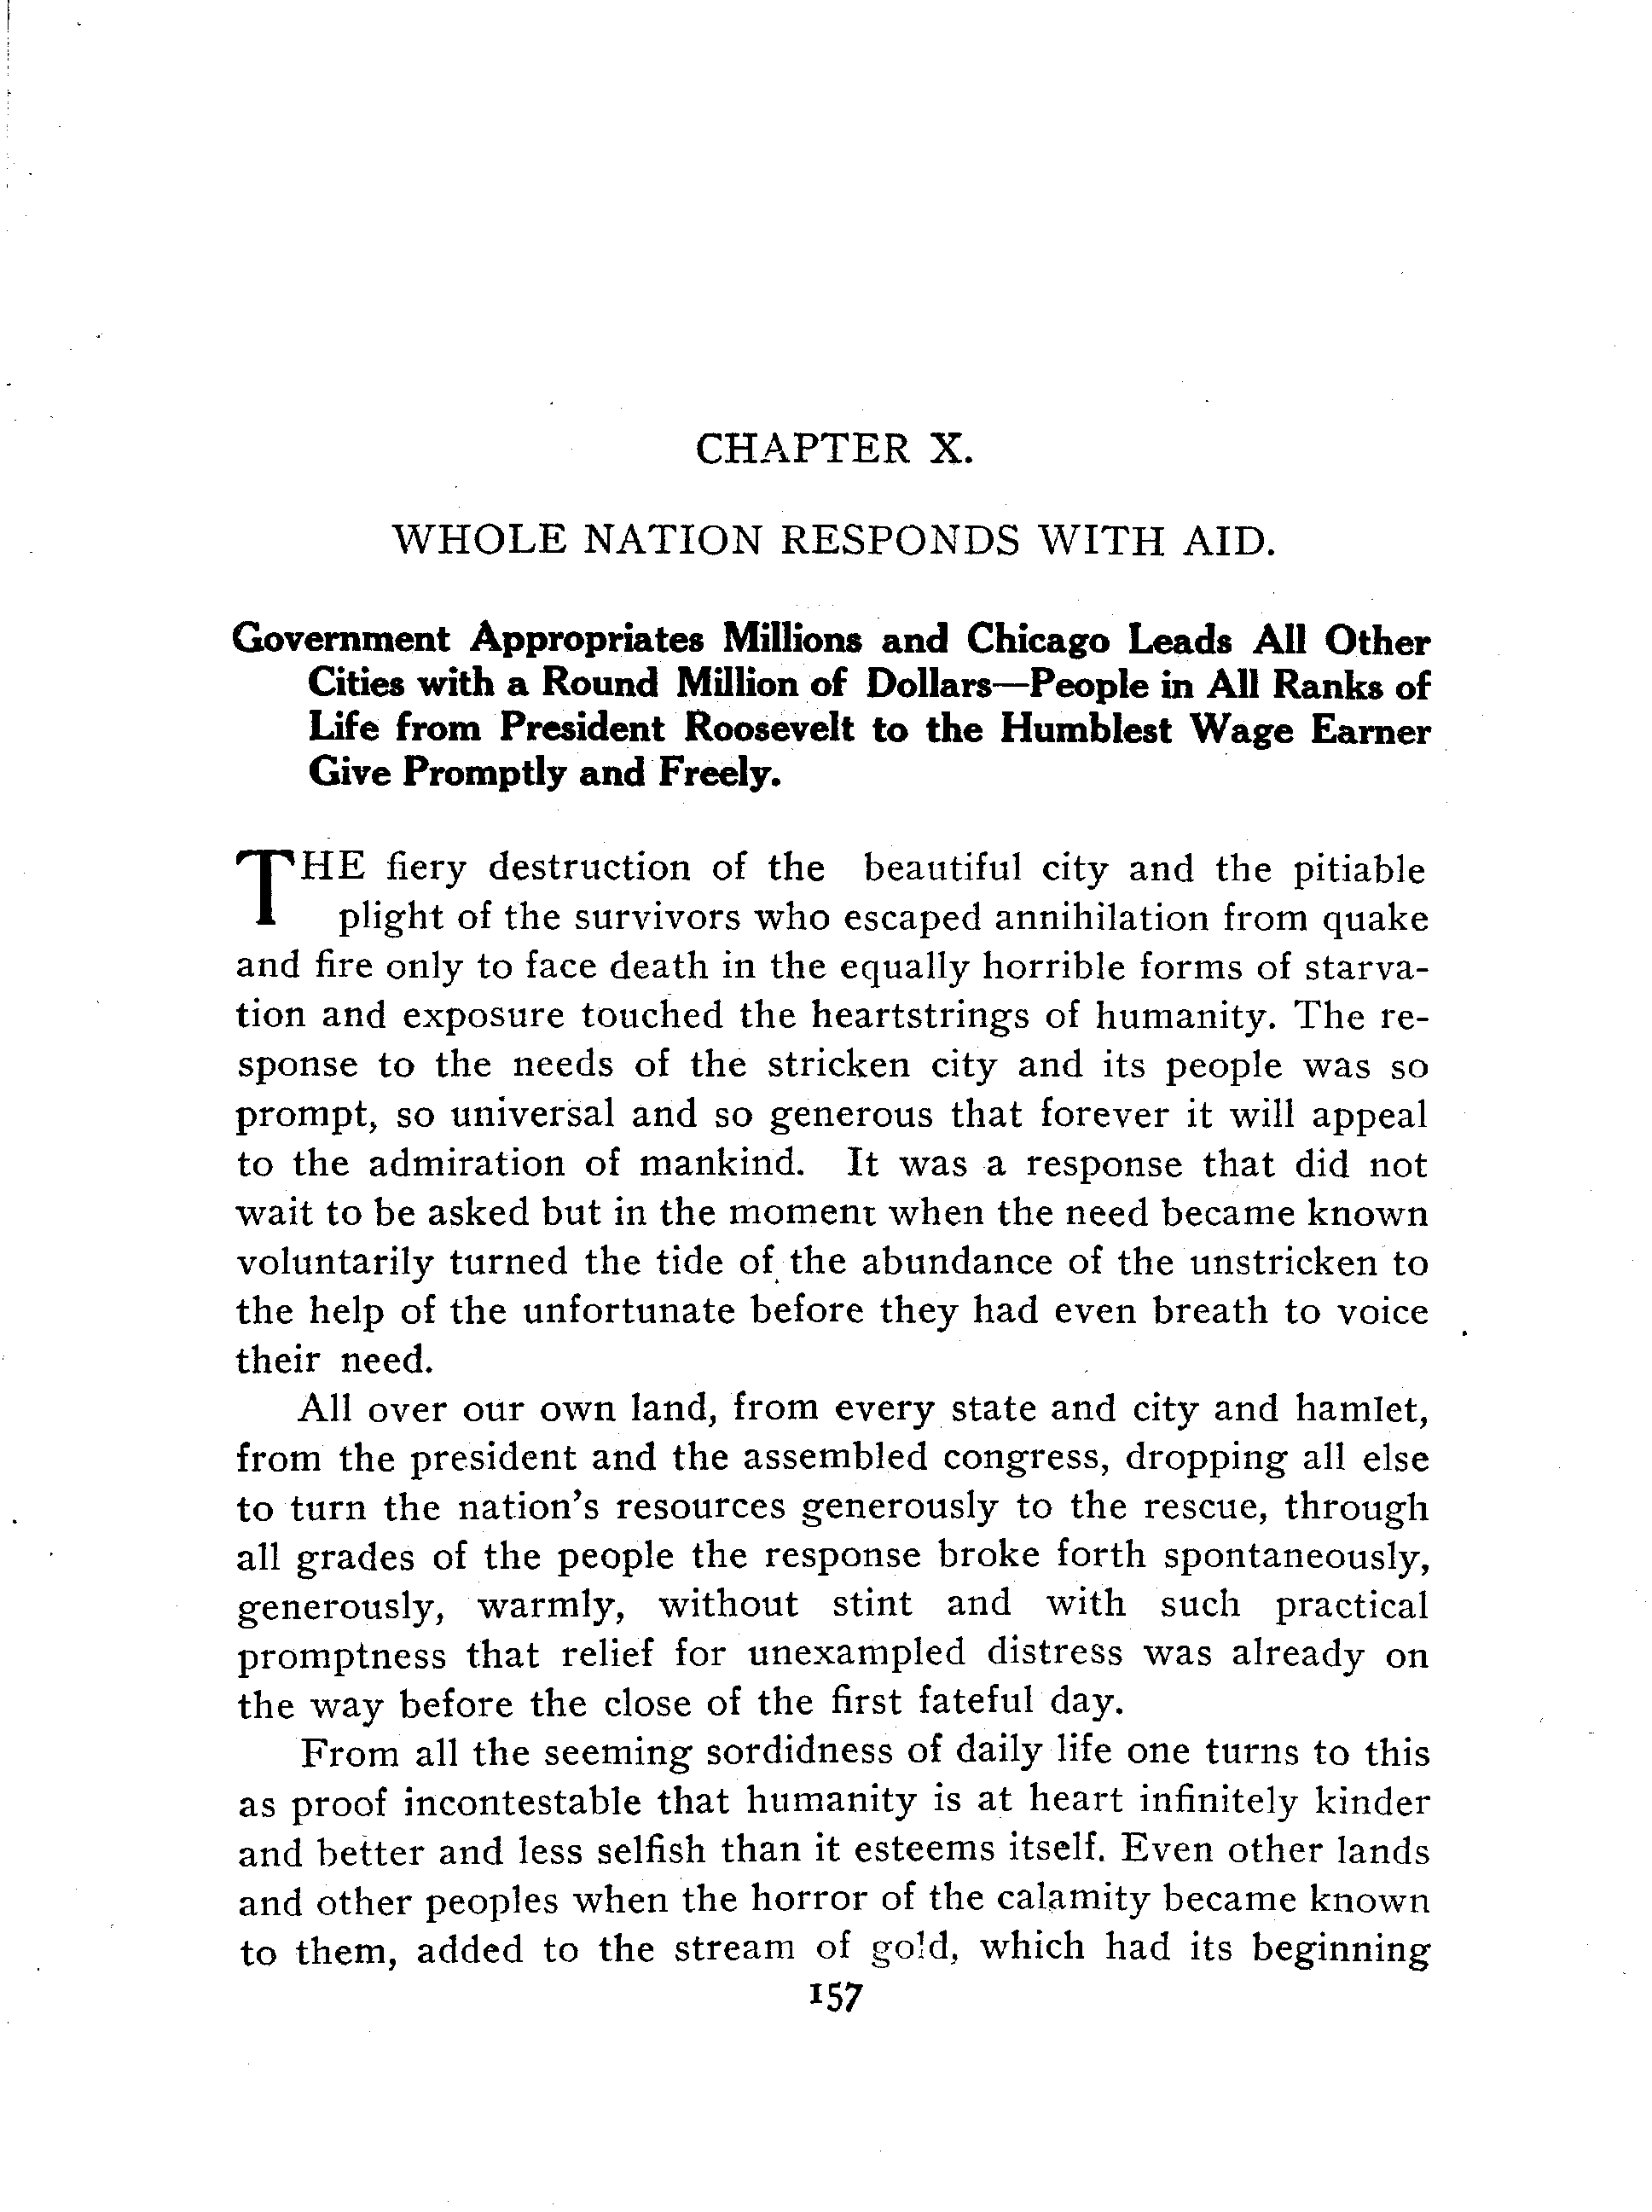 CHAPTER X.
WHOLE NATION RESPONDS WITH AID.
Government Appropriates Millions and Chicago Leads All Other
Cities with a Round Million of Dollars—People in All Ranks of
Life from President Roosevelt to the Humblest Wage Earner
Give Promptly and Freely.
THE fiery destruction of the beautiful city and the pitiable
plight of the survivors who escaped annihilation from quake
and fire only to face death in the equally horrible forms of starva-
tion and exposure touched the heartstrings of humanity. The re-
sponse to the needs of the stricken city and its people was so
prompt, so universal and so generous that forever it will appeal
to the admiration of mankind. It was a response that did not
wait to be asked but in the moment when the need became known
voluntarily turned the tide of the abundance of the unstricken to
the help of the unfortunate before they had even breath to voice
their need.
All over our own land, from every state and city and hamlet,
from the president and the assembled congress, dropping all else
to turn the nation's resources generously to the rescue, through
all grades of the people the response broke forth spontaneously,
generously, warmly, without stint and with such practical
promptness that relief for unexampled distress was already on
the way before the close of the first fateful day.
From all the seeming sordidness of daily life one turns to this
as proof incontestable that humanity is at heart infinitely kinder
and better and less selfish than it esteems itself. Even other lands
and other peoples when the horror of the calamity became known
to them, added to the stream of gold, which had its beginning
157